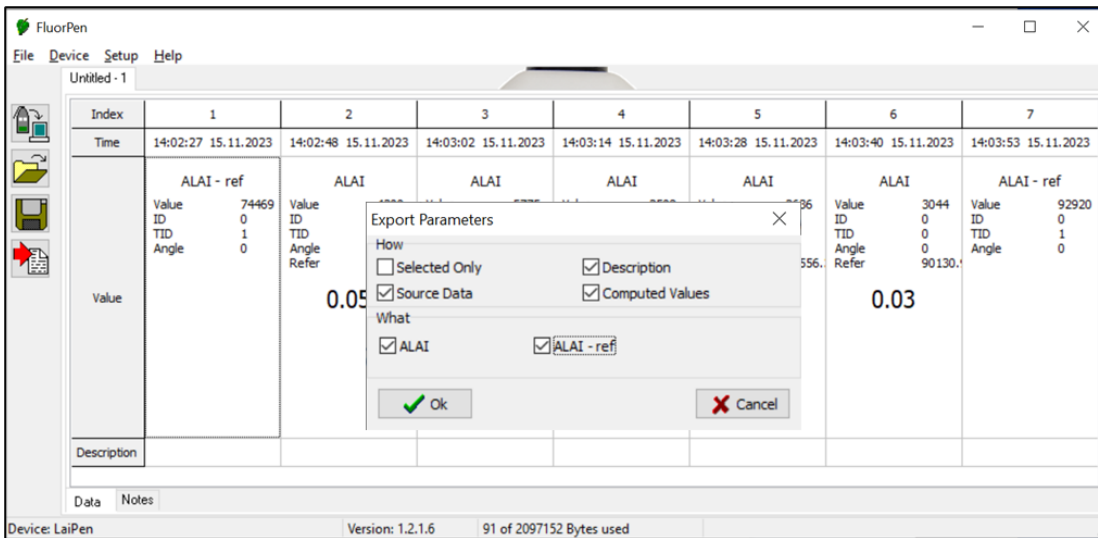 FluorPen
File Device Setup Help
Untitled - 1
Index 1 2 3 4 5 6 7
Time 14:02:27 15.11.2023 14:02:48 15.11.2023 14:03:02 15.11.2023 14:03:14 15.11.2023 14:03:28 15.11.2023 14:03:40 15.11.2023 14:03:53 15.11.2023
ALAI - ref ALAI ALAI ALAI ALAI ALAI ALAI - ref
Value 74469 Value Value 3044 Value 92920
ID 0 ID ID 0 ID 0
TID 1 TID TID 0 TID 1
Angle 0 Angle Angle 0 Angle 0
Refer 556. Refer 90130.
Value 0.05 0.03
Export Parameters
How
Selected Only Description
Source Data Computed Values
What
ALAI ALAI - ref
Ok Cancel
Description
Data Notes
Device: LaiPen Version: 1.2.1.6 91 of 2097152 Bytes used